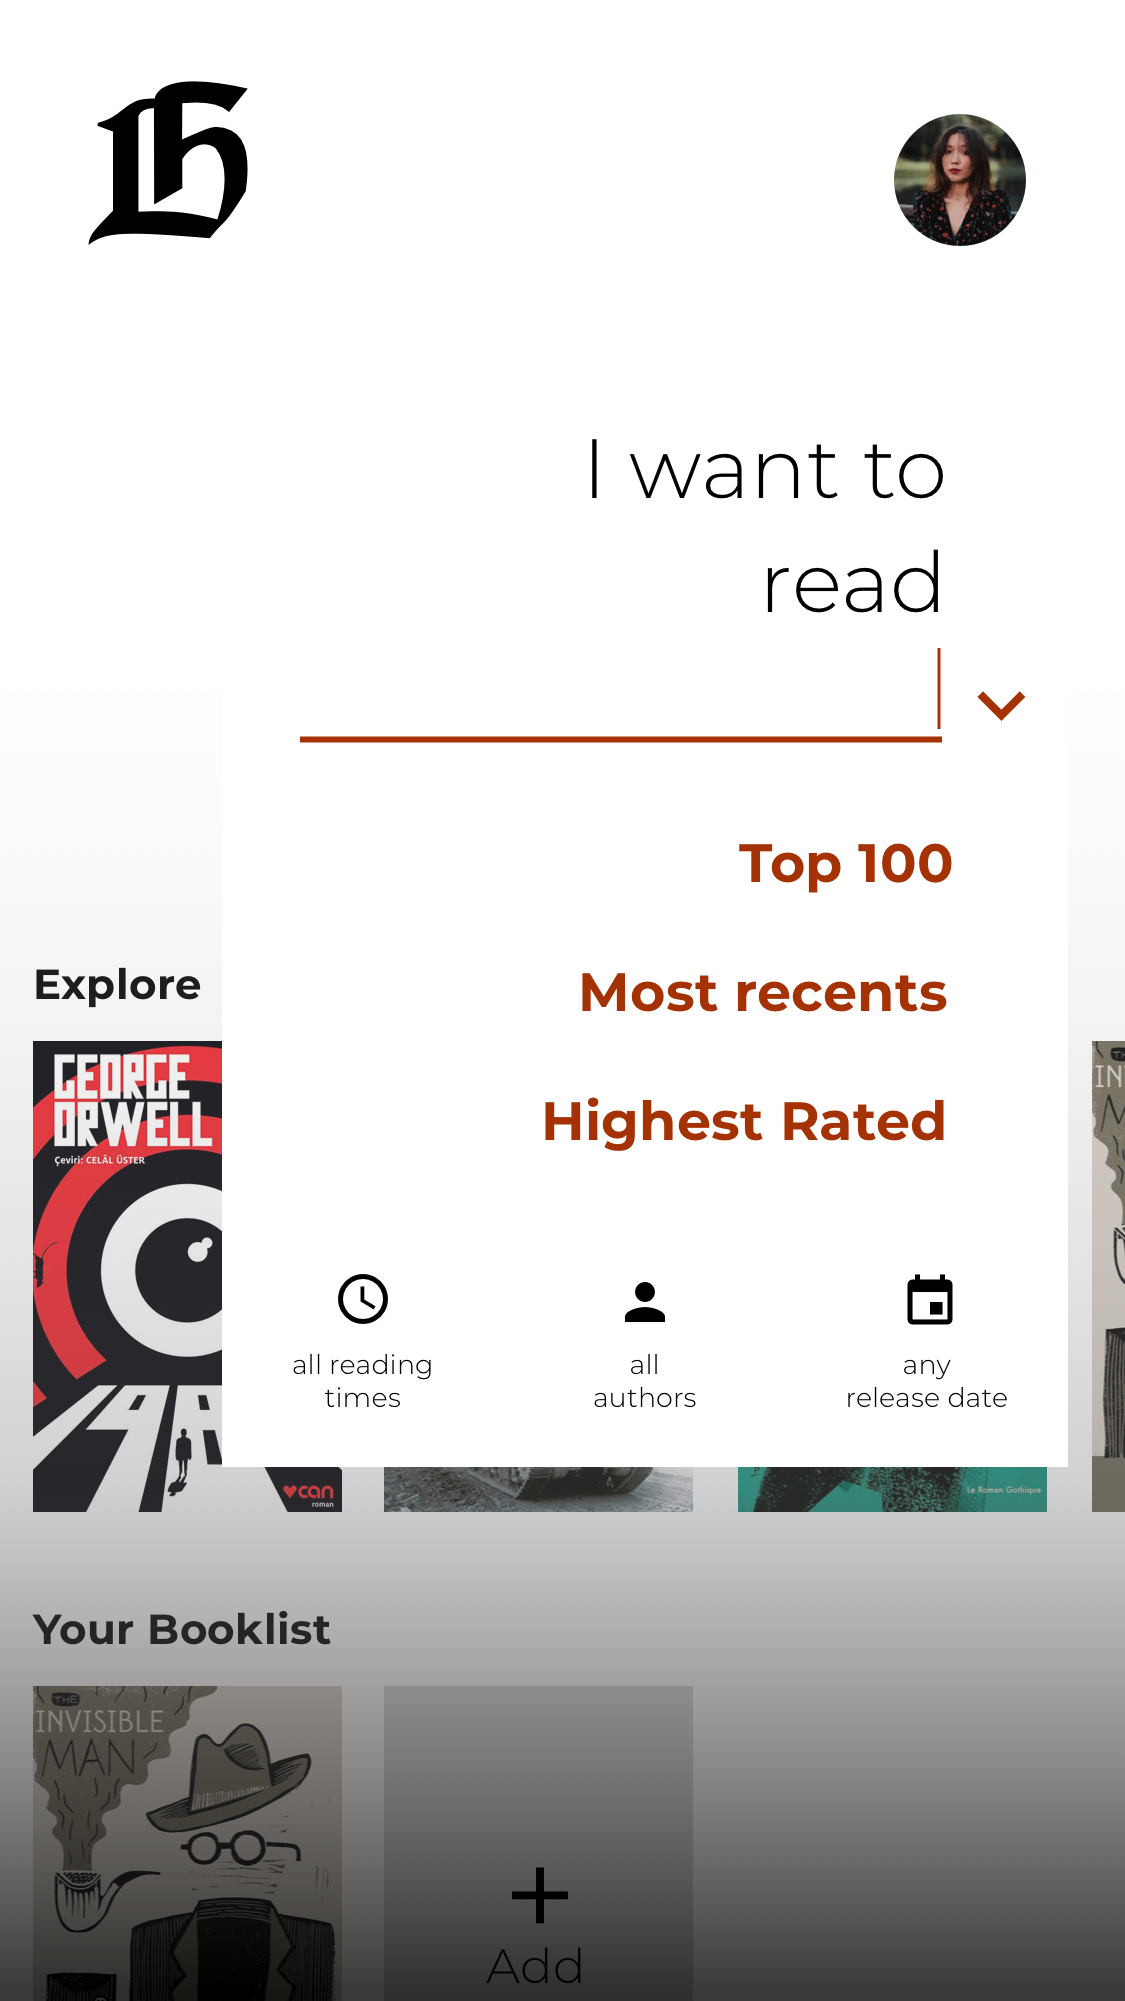 I want to
read
Top 100
Most recents
Highest Rated
all reading
times
all
authors
any
release date
Explore
GEORGE
ORWELL
Çeviri: CELÂL ÜSTER
can
roman
Le Roman Gothique
Your Booklist
THE
INVISIBLE
MAN
Add